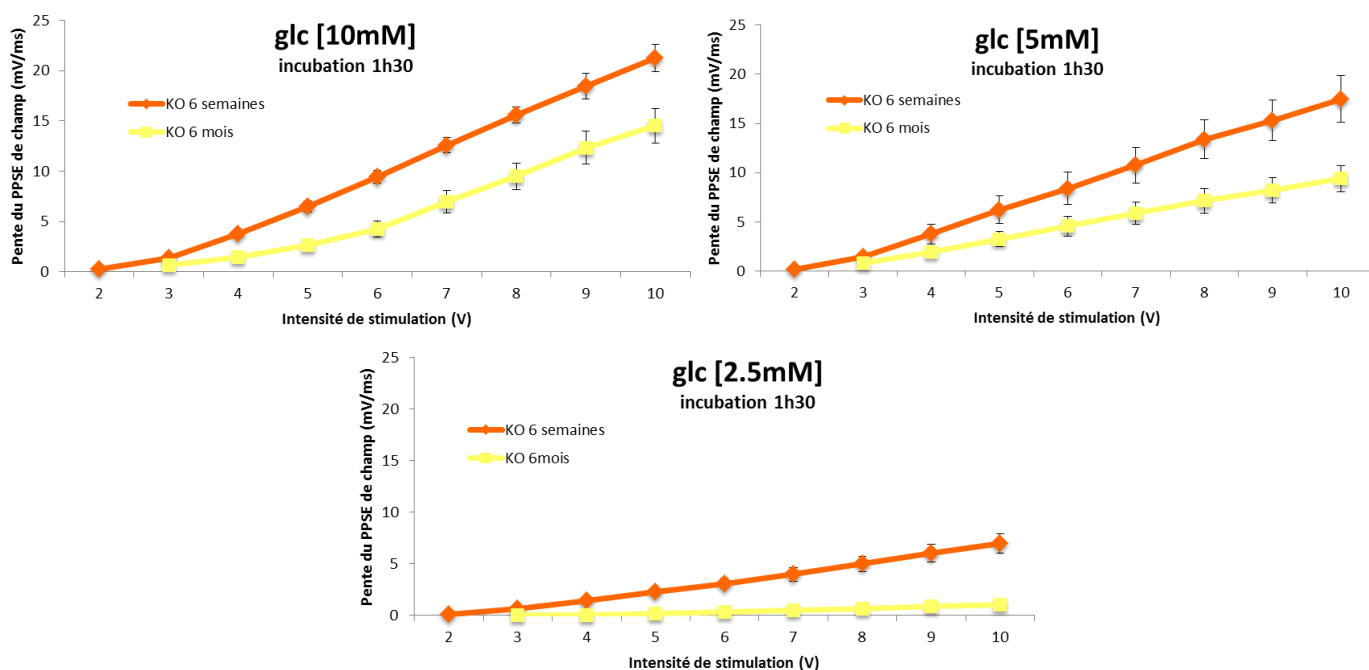 glc [10mM]
incubation 1h30
Pente du PPSE de champ (mV/ms)
25
20
15
10
5
0
KO 6 semaines
KO 6 mois
2 3 4 5 6 7 8 9 10
Intensité de stimulation (V)
glc [5mM]
incubation 1h30
Pente du PPSE de champ (mV/ms)
25
20
15
10
5
0
KO 6 semaines
KO 6 mois
2 3 4 5 6 7 8 9 10
Intensité de stimulation (V)
glc [2.5mM]
incubation 1h30
Pente du PPSE de champ (mV/ms)
25
20
15
10
5
0
KO 6 semaines
KO 6mois
2 3 4 5 6 7 8 9 10
Intensité de stimulation (V)